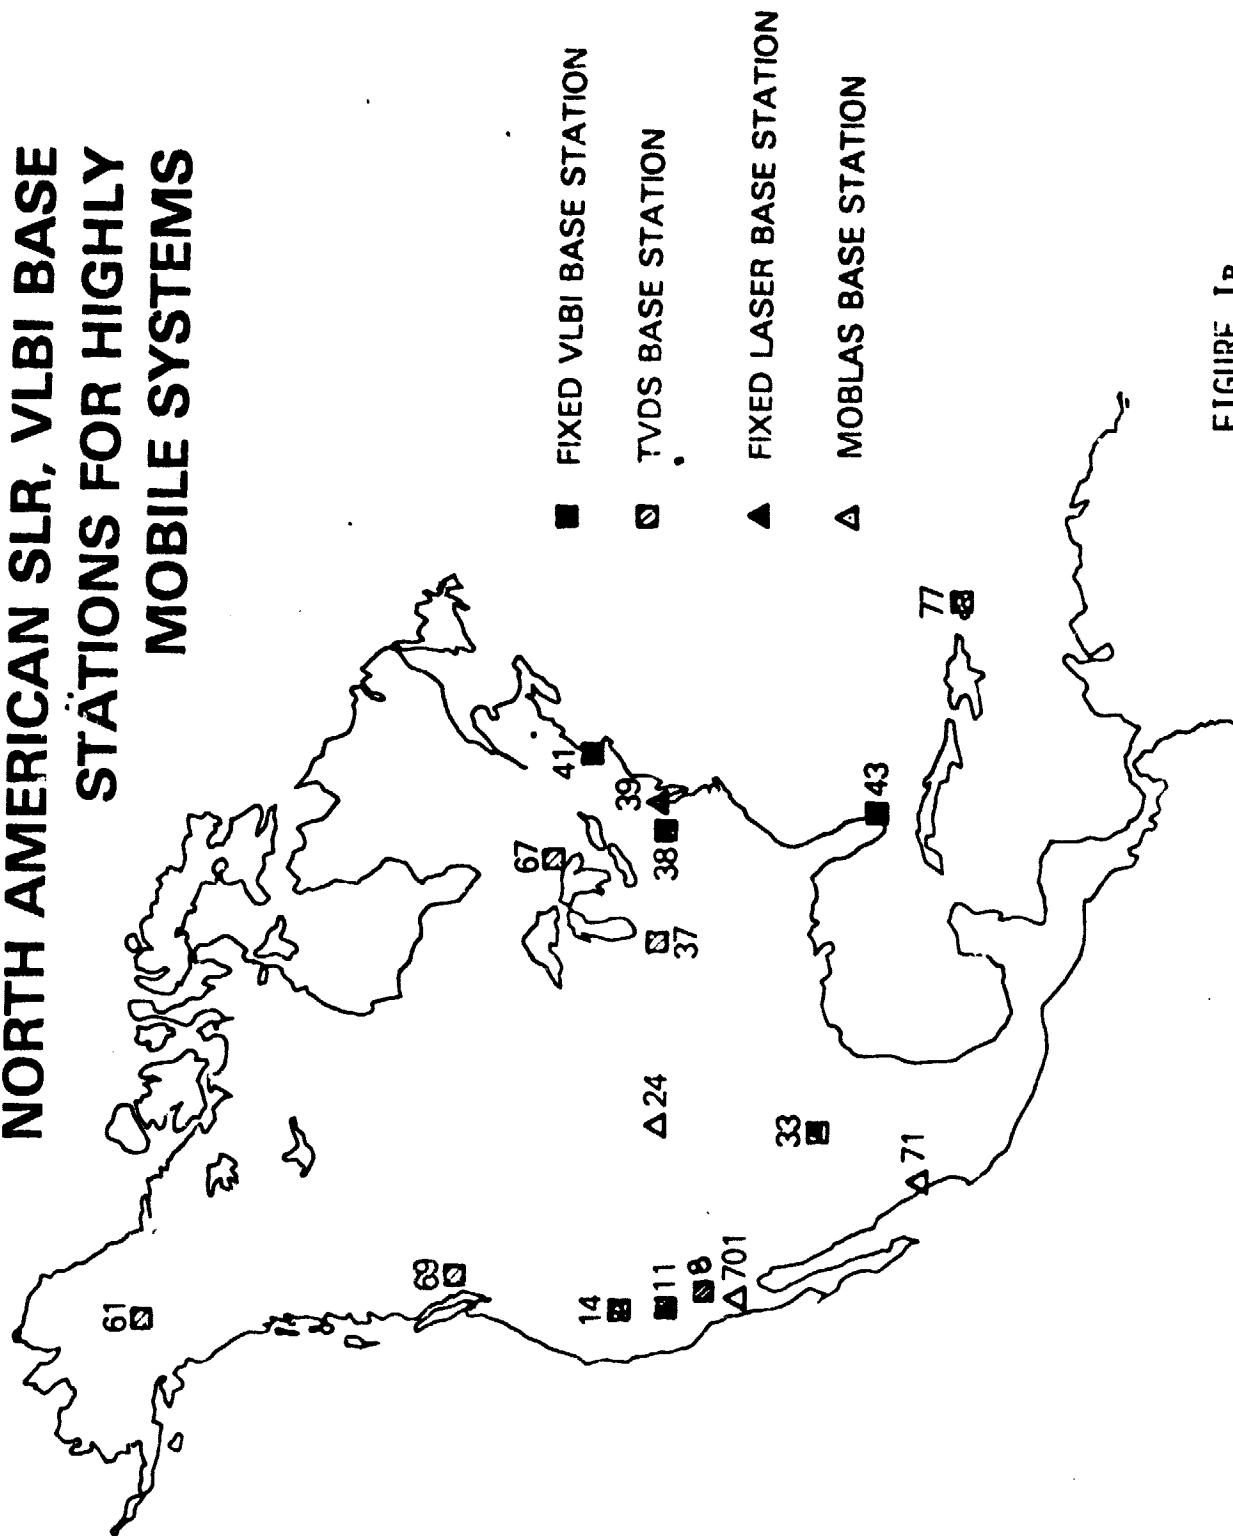 NORTH AMERICAN SLR, VLBI BASE
STATIONS FOR HIGHLY
MOBILE SYSTEMS
FIXED VLBI BASE STATION
TVDS BASE STATION
FIXED LASER BASE STATION
MOBLAS BASE STATION
61
69
14
11
8
701
71
33
24
37
67
38
39
41
43
77
FIGURE IB